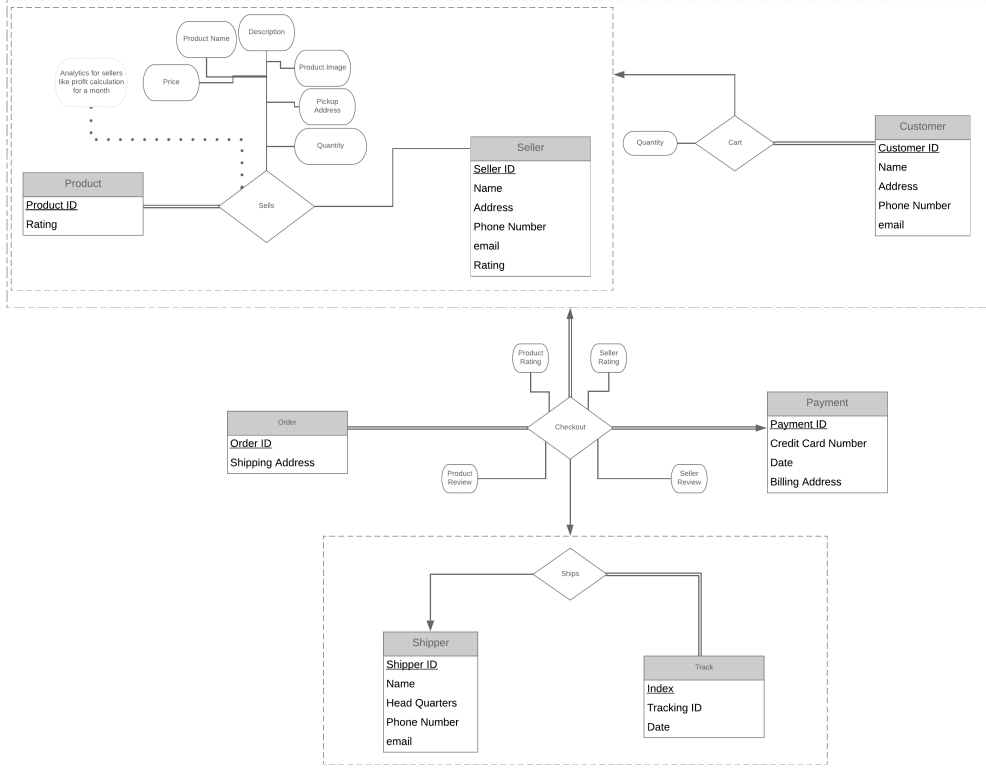 Description
Product Name
Product Image
Analytics for sellers
like profit calculation
for a month
Price
Pickup
Address
Quantity
Product
Product ID
Rating
Sells
Seller
Seller ID
Name
Address
Phone Number
email
Rating
Quantity
Cart
Customer
Customer ID
Name
Address
Phone Number
email
Product
Rating
Seller
Rating
Order
Order ID
Shipping Address
Checkout
Payment
Payment ID
Credit Card Number
Date
Billing Address
Product
Review
Seller
Review
Ships
Shipper
Shipper ID
Name
Head Quarters
Phone Number
email
Track
Index
Tracking ID
Date